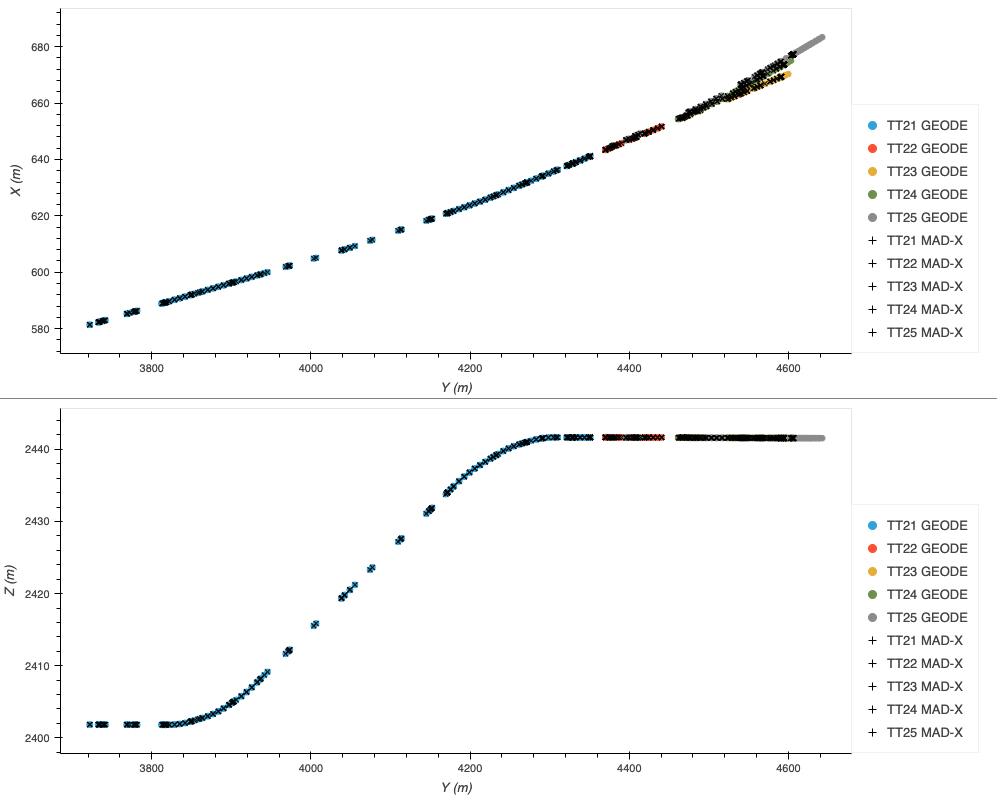 680
660
640
620
600
580
X (m)
3800 4000 4200 4400 4600
Y (m)
TT21 GEODE
TT22 GEODE
TT23 GEODE
TT24 GEODE
TT25 GEODE
TT21 MAD-X
TT22 MAD-X
TT23 MAD-X
TT24 MAD-X
TT25 MAD-X
2440
2430
2420
2410
2400
Z (m)
3800 4000 4200 4400 4600
Y (m)
TT21 GEODE
TT22 GEODE
TT23 GEODE
TT24 GEODE
TT25 GEODE
TT21 MAD-X
TT22 MAD-X
TT23 MAD-X
TT24 MAD-X
TT25 MAD-X